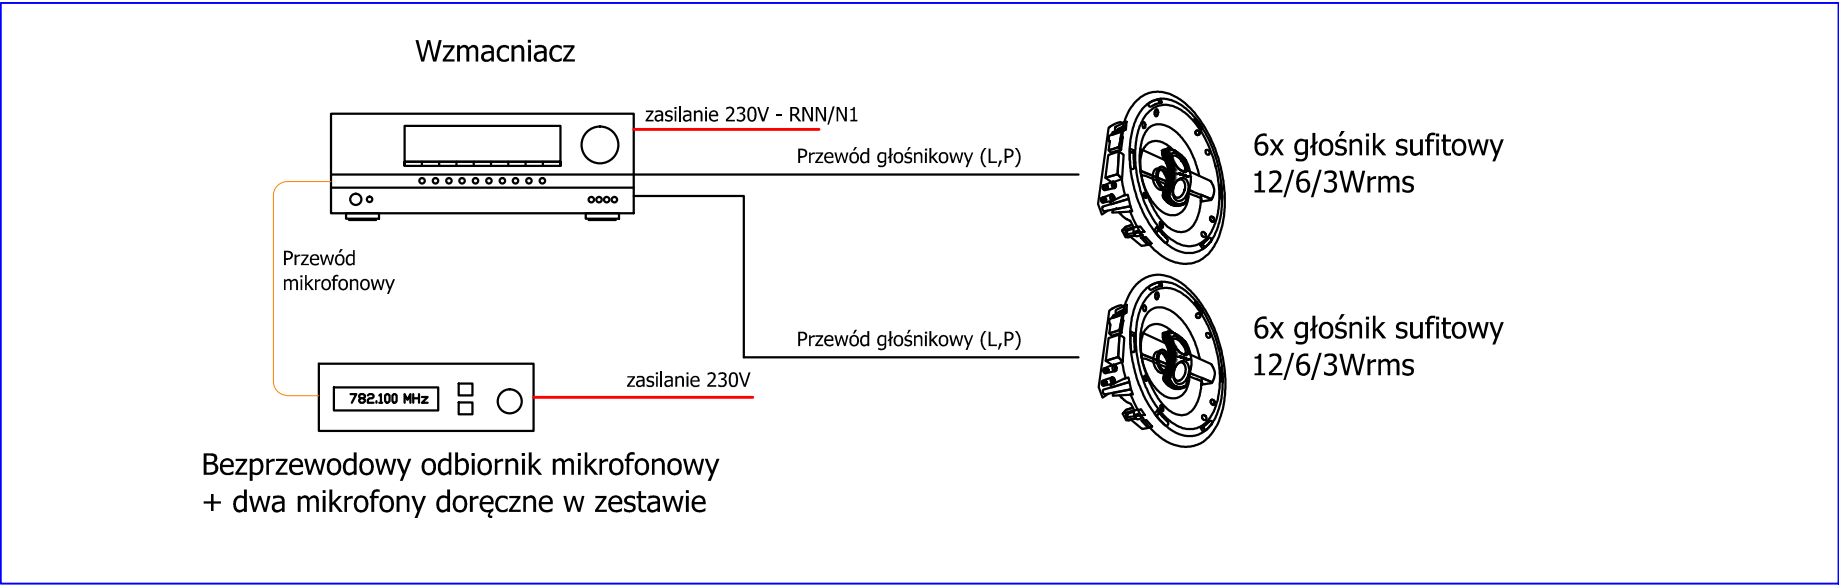 Wzmacniacz
zasilanie 230V - RNN/N1
Przewód głośnikowy (L,P)
6x głośnik sufitowy
12/6/3Wrms
Przewód
mikrofonowy
6x głośnik sufitowy
12/6/3Wrms
Przewód głośnikowy (L,P)
zasilanie 230V
782.100 MHz
Bezprzewodowy odbiornik mikrofonowy
+ dwa mikrofony doręczne w zestawie